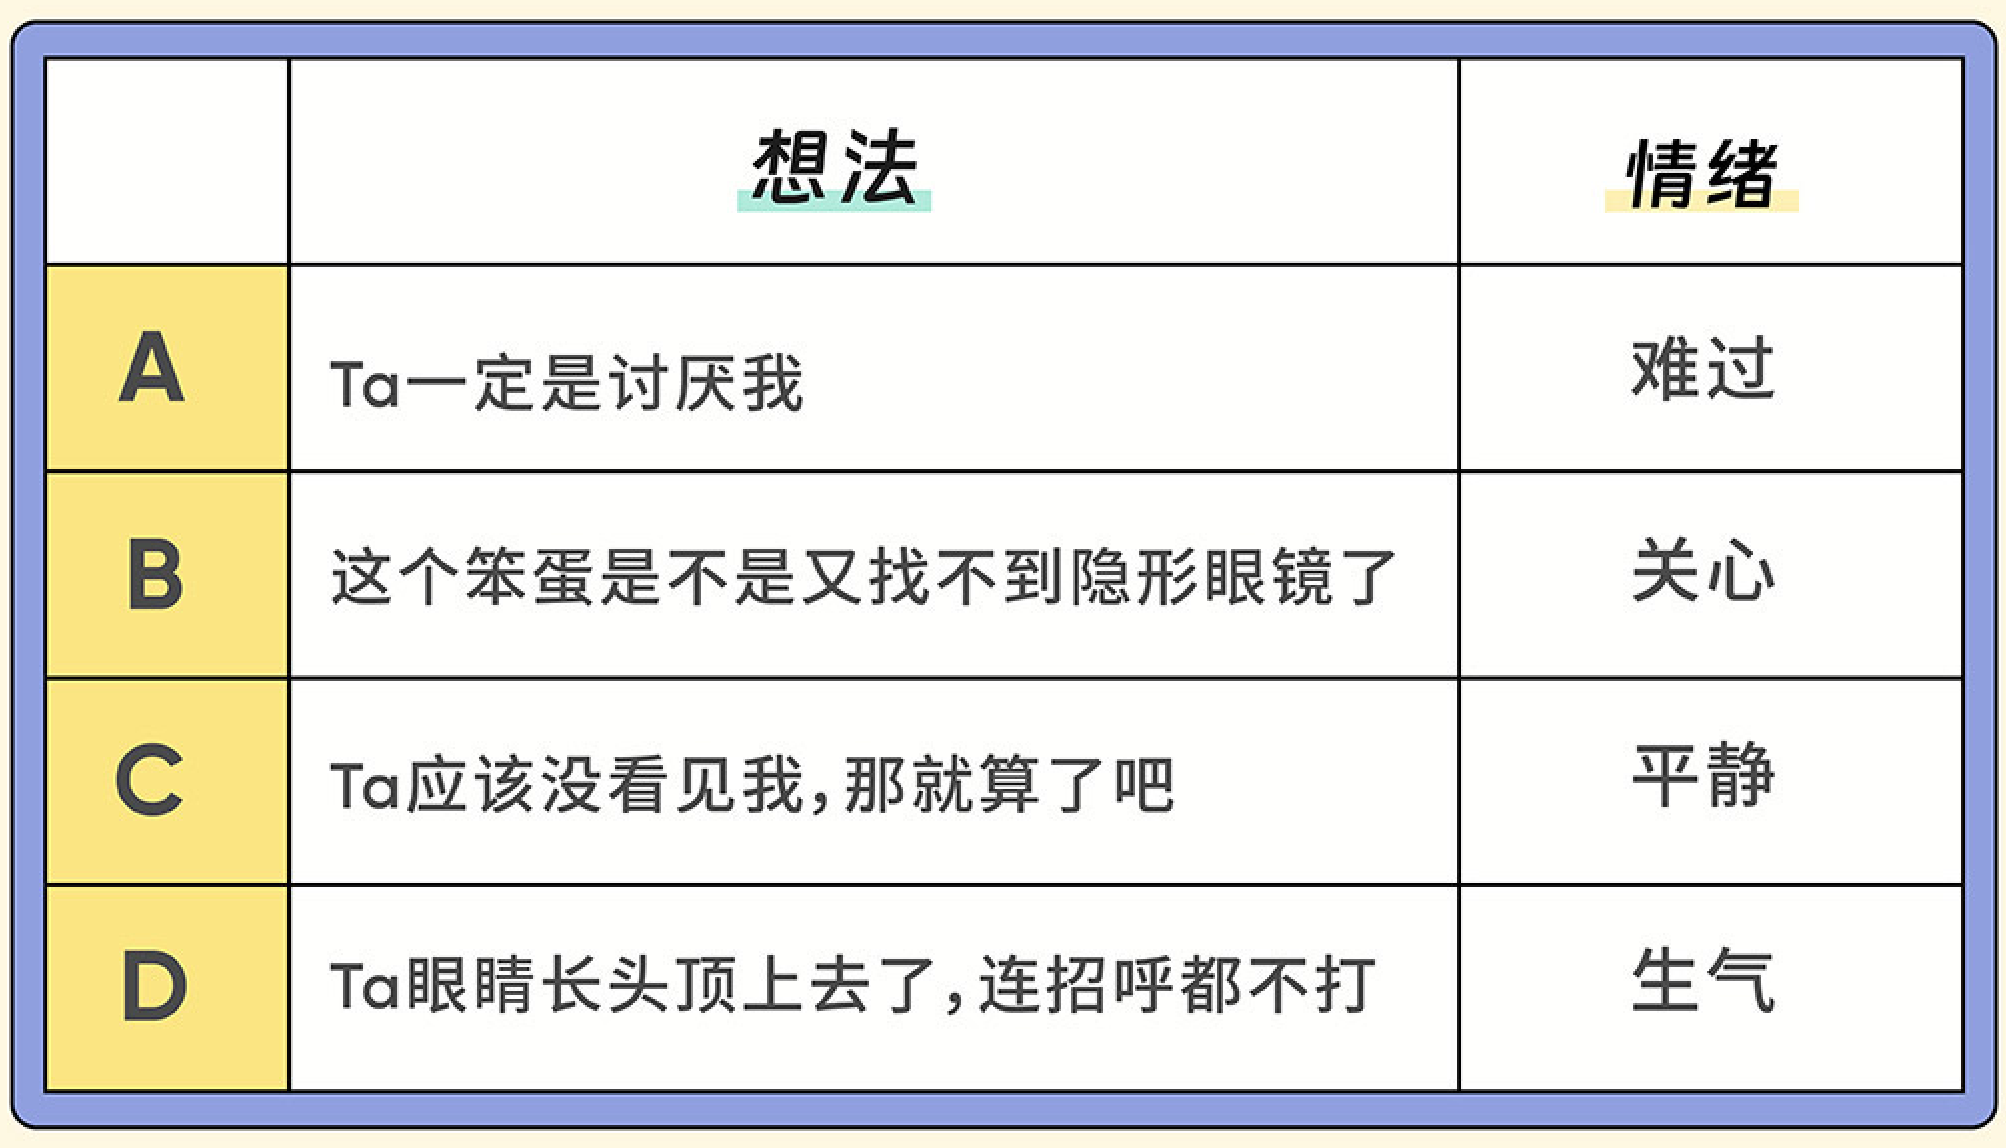 想法 情绪
A Ta一定是讨厌我 难过
B 这个笨蛋是不是又找不到隐形眼镜了 关心
C Ta应该没看见我,那就算了吧 平静
D Ta眼睛长头顶上去了,连招呼都不打 生气